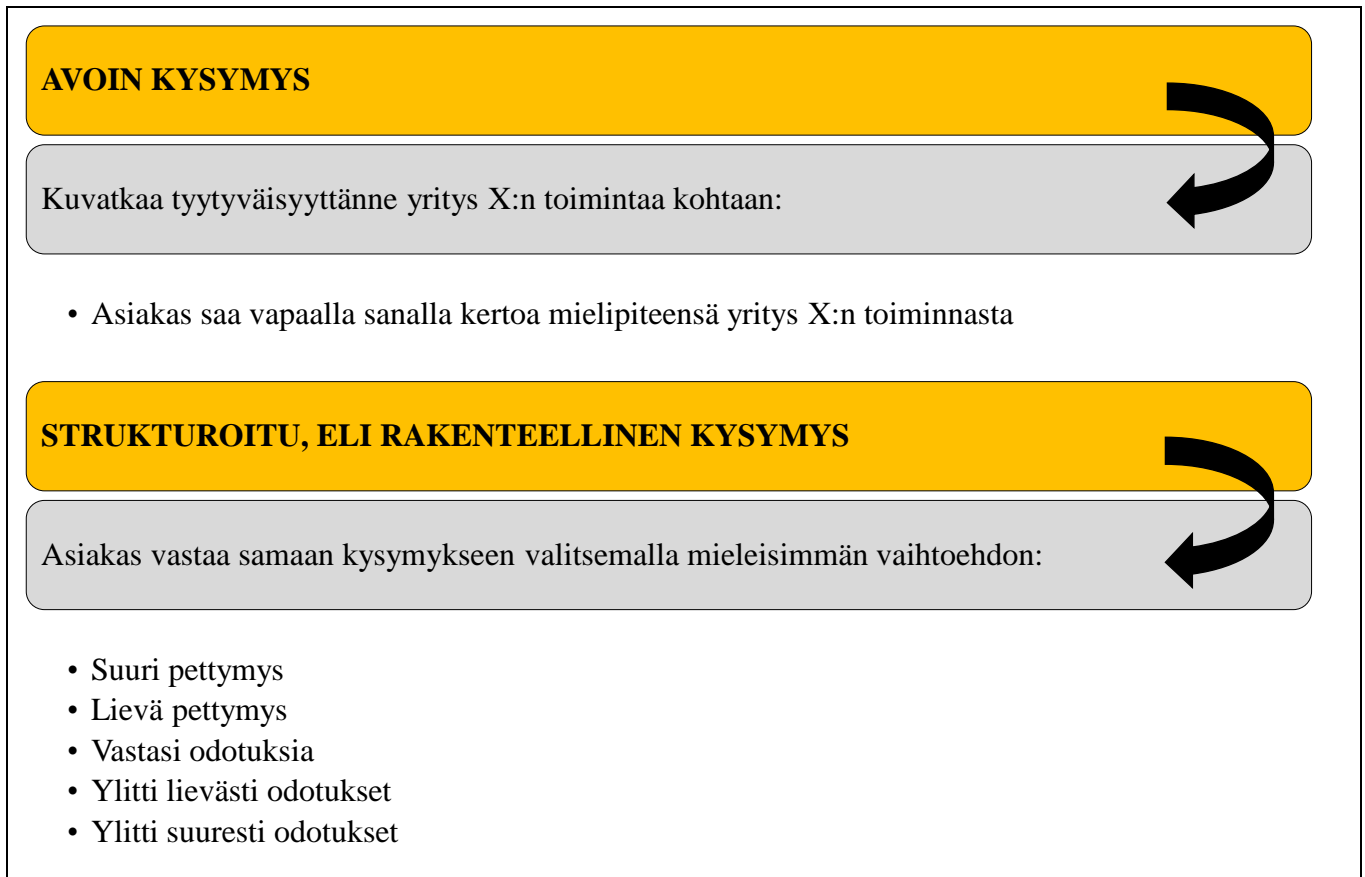 AVOIN KYSYMYS
Kuvatkaa tyytyväisyyttänne yritys X:n toimintaa kohtaan:
• Asiakas saa vapaalla sanalla kertoa mielipiteensä yritys X:n toiminnasta
STRUKTUROITU, ELI RAKENTEELLINEN KYSYMYS
Asiakas vastaa samaan kysymykseen valitsemalla mieleisimmän vaihtoehdon:
• Suuri pettymys
• Lievä pettymys
• Vastasi odotuksia
• Ylitti lievästi odotukset
• Ylitti suuresti odotukset